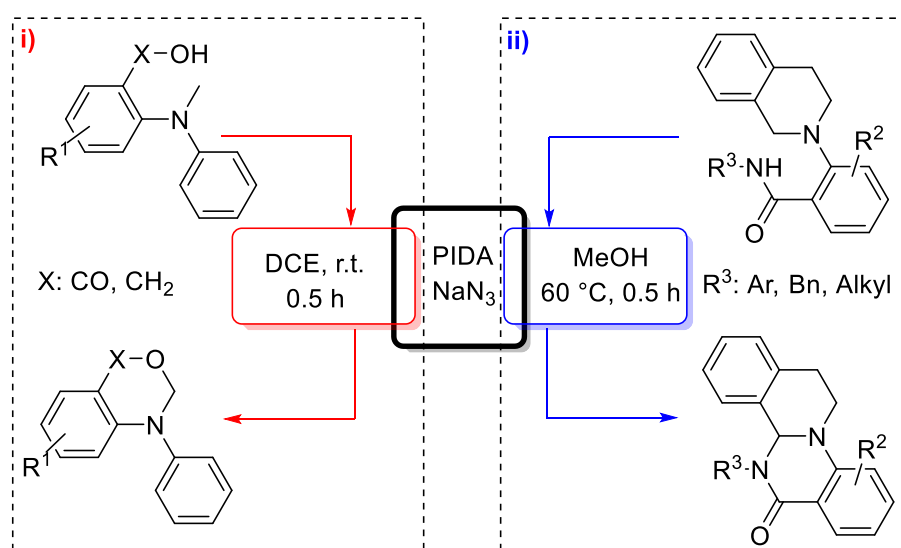 i)
X–OH
N
R¹
X: CO, CH₂
DCE, r.t.
0.5 h
X–O
N
R¹
PIDA
NaN₃
ii)
N
R²
R³-NH
O
MeOH
60 °C, 0.5 h
R³: Ar, Bn, Alkyl
N
R²
R³-N
O